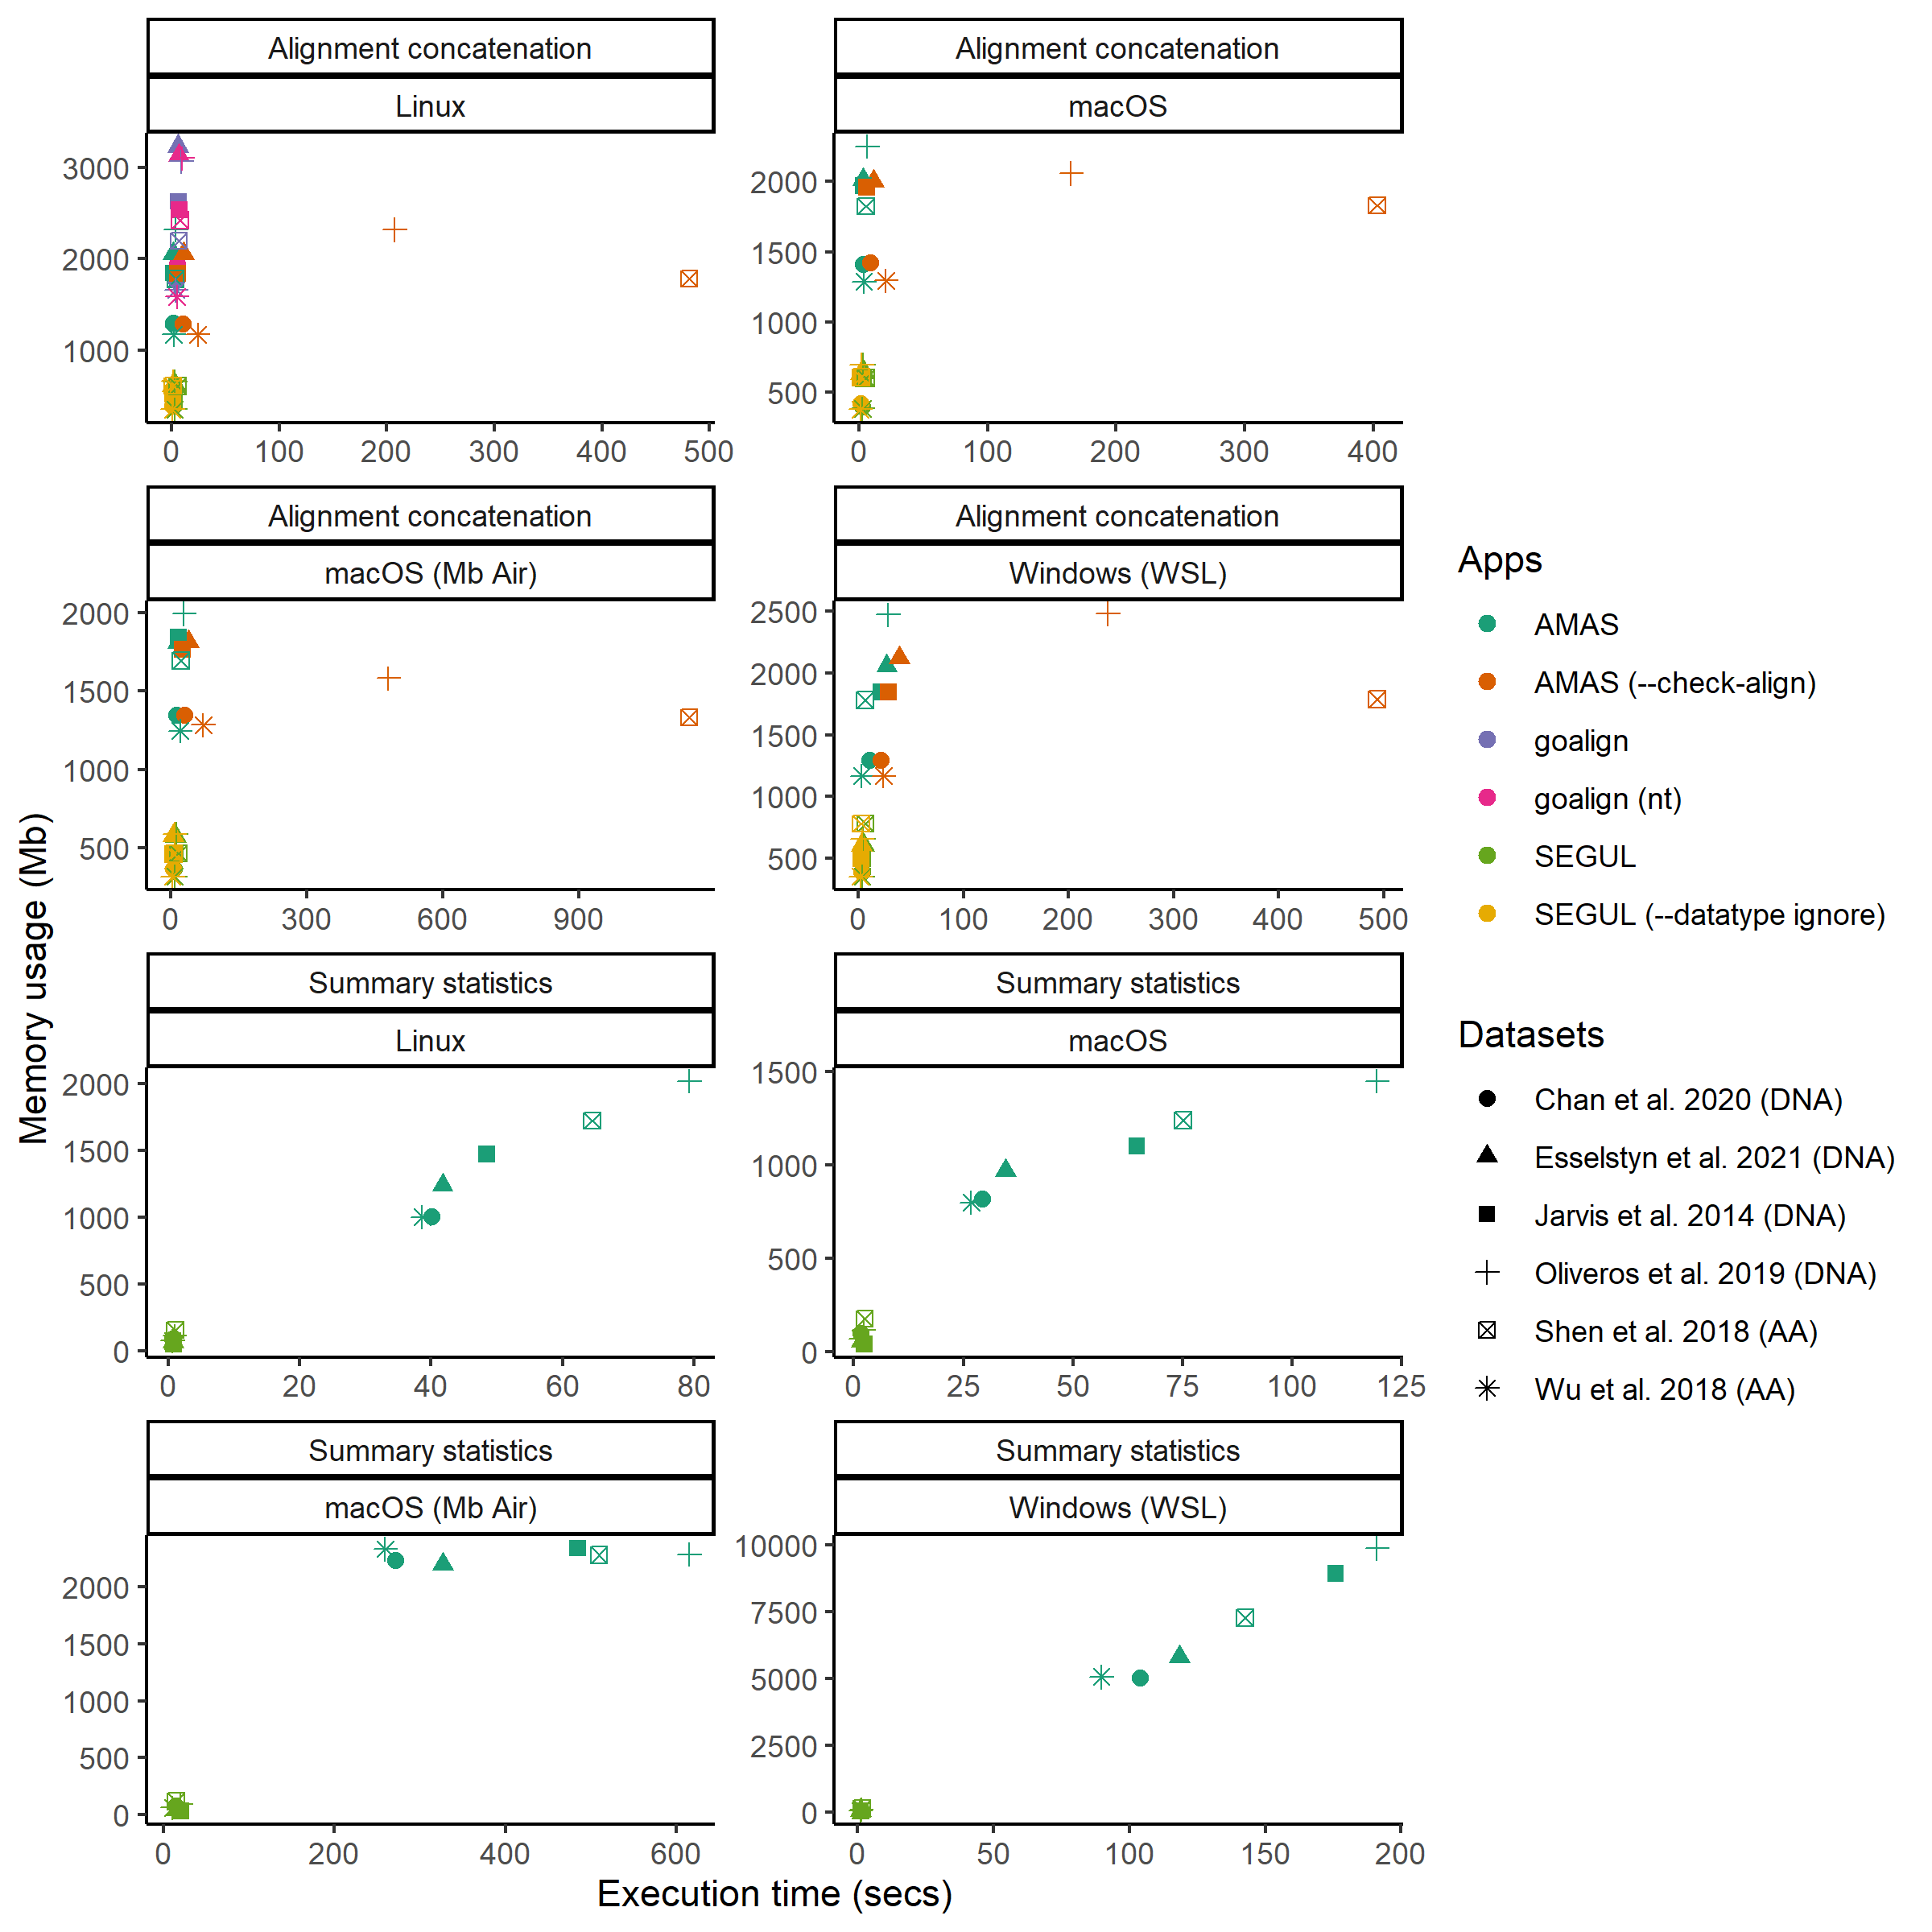 Alignment concatenation
Linux
3000
2000
1000
0 100 200 300 400 500
Alignment concatenation
macOS
2000
1500
1000
500
0 100 200 300 400
Alignment concatenation
macOS (Mb Air)
2000
1500
1000
500
0 300 600 900
Alignment concatenation
Windows (WSL)
2500
2000
1500
1000
500
0 100 200 300 400 500
Summary statistics
Linux
2000
1500
1000
500
0
0 20 40 60 80
Summary statistics
macOS
1500
1000
500
0
0 25 50 75 100 125
Summary statistics
macOS (Mb Air)
2000
1500
1000
500
0
0 200 400 600
Summary statistics
Windows (WSL)
10000
7500
5000
2500
0
0 50 100 150 200
Memory usage (Mb)
Execution time (secs)
Apps
AMAS
AMAS (--check-align)
goalign
goalign (nt)
SEGUL
SEGUL (--datatype ignore)
Datasets
Chan et al. 2020 (DNA)
Esselstyn et al. 2021 (DNA)
Jarvis et al. 2014 (DNA)
Oliveros et al. 2019 (DNA)
Shen et al. 2018 (AA)
Wu et al. 2018 (AA)